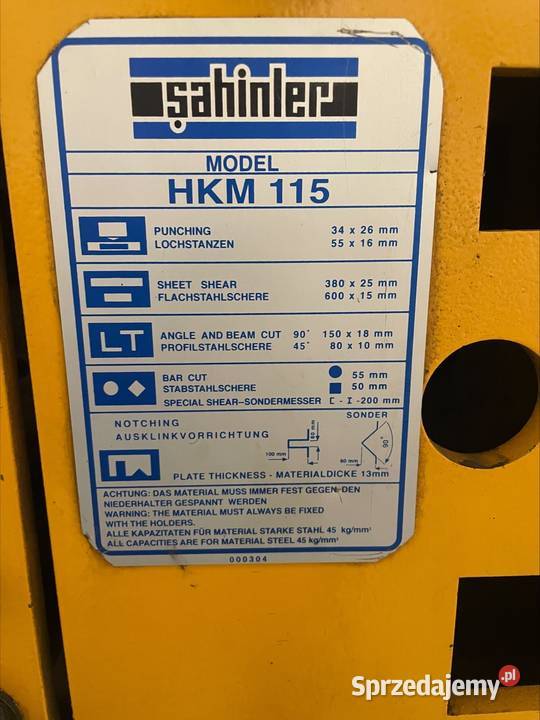 şahinler
MODEL
HKM 115
PUNCHING 34 x 26 mm
LOCHSTANZEN 55 x 16 mm
SHEET SHEAR 380 x 25 mm
FLACHSTAHLSCHERE 600 x 15 mm
LT
ANGLE AND BEAM CUT 90° 150 x 18 mm
PROFILSTAHLSCHERE 45° 80 x 10 mm
BAR CUT 55 mm
STABSTAHLSCHERE 50 mm
SPECIAL SHEAR-SONDERMESSER [ - I -200 mm
NOTCHING SONDER
AUSKLINKVORRICHTUNG
100 mm 60 mm 90°
PLATE THICKNESS - MATERIALDICKE 13mm
ACHTUNG: DAS MATERIAL MUSS IMMER FEST GEGEN DEN
NIEDERHALTER GESPANNT WERDEN
WARNING: THE MATERIAL MUST ALWAYS BE FIXED
WITH THE HOLDERS.
ALLE KAPAZITATEN FÜR MATERIAL STARKE STAHL 45 kg/mm²
ALL CAPACITIES ARE FOR MATERIAL STEEL 45 kg/mm²
000304
Sprzedajemy.pl